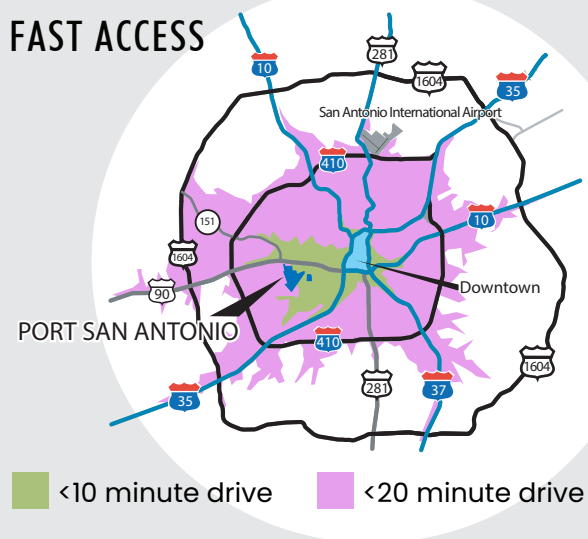 FAST ACCESS
281
10
1604
35
San Antonio International Airport
410
151
10
1604
90
Downtown
PORT SAN ANTONIO
410
1604
281
37
35
<10 minute drive
<20 minute drive